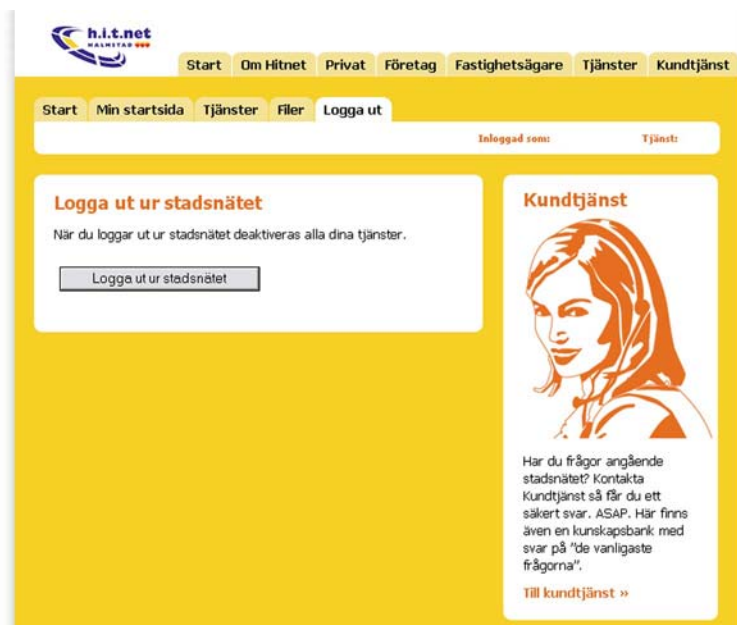 h.i.t.net
HALMSTAD
Start Om Hitnet Privat Företag Fastighetsägare Tjänster Kundtjänst
Start Min startsida Tjänster Filer Logga ut
Inloggad som: Tjänst:
Logga ut ur stadsnätet
När du loggar ut ur stadsnätet deaktiveras alla dina tjänster.
Logga ut ur stadsnätet
Kundtjänst
Har du frågor angående
stadsnätet? Kontakta
Kundtjänst så får du ett
säkert svar. ASAP. Här finns
även en kunskapsbank med
svar på "de vanligaste
frågorna".
Till kundtjänst »